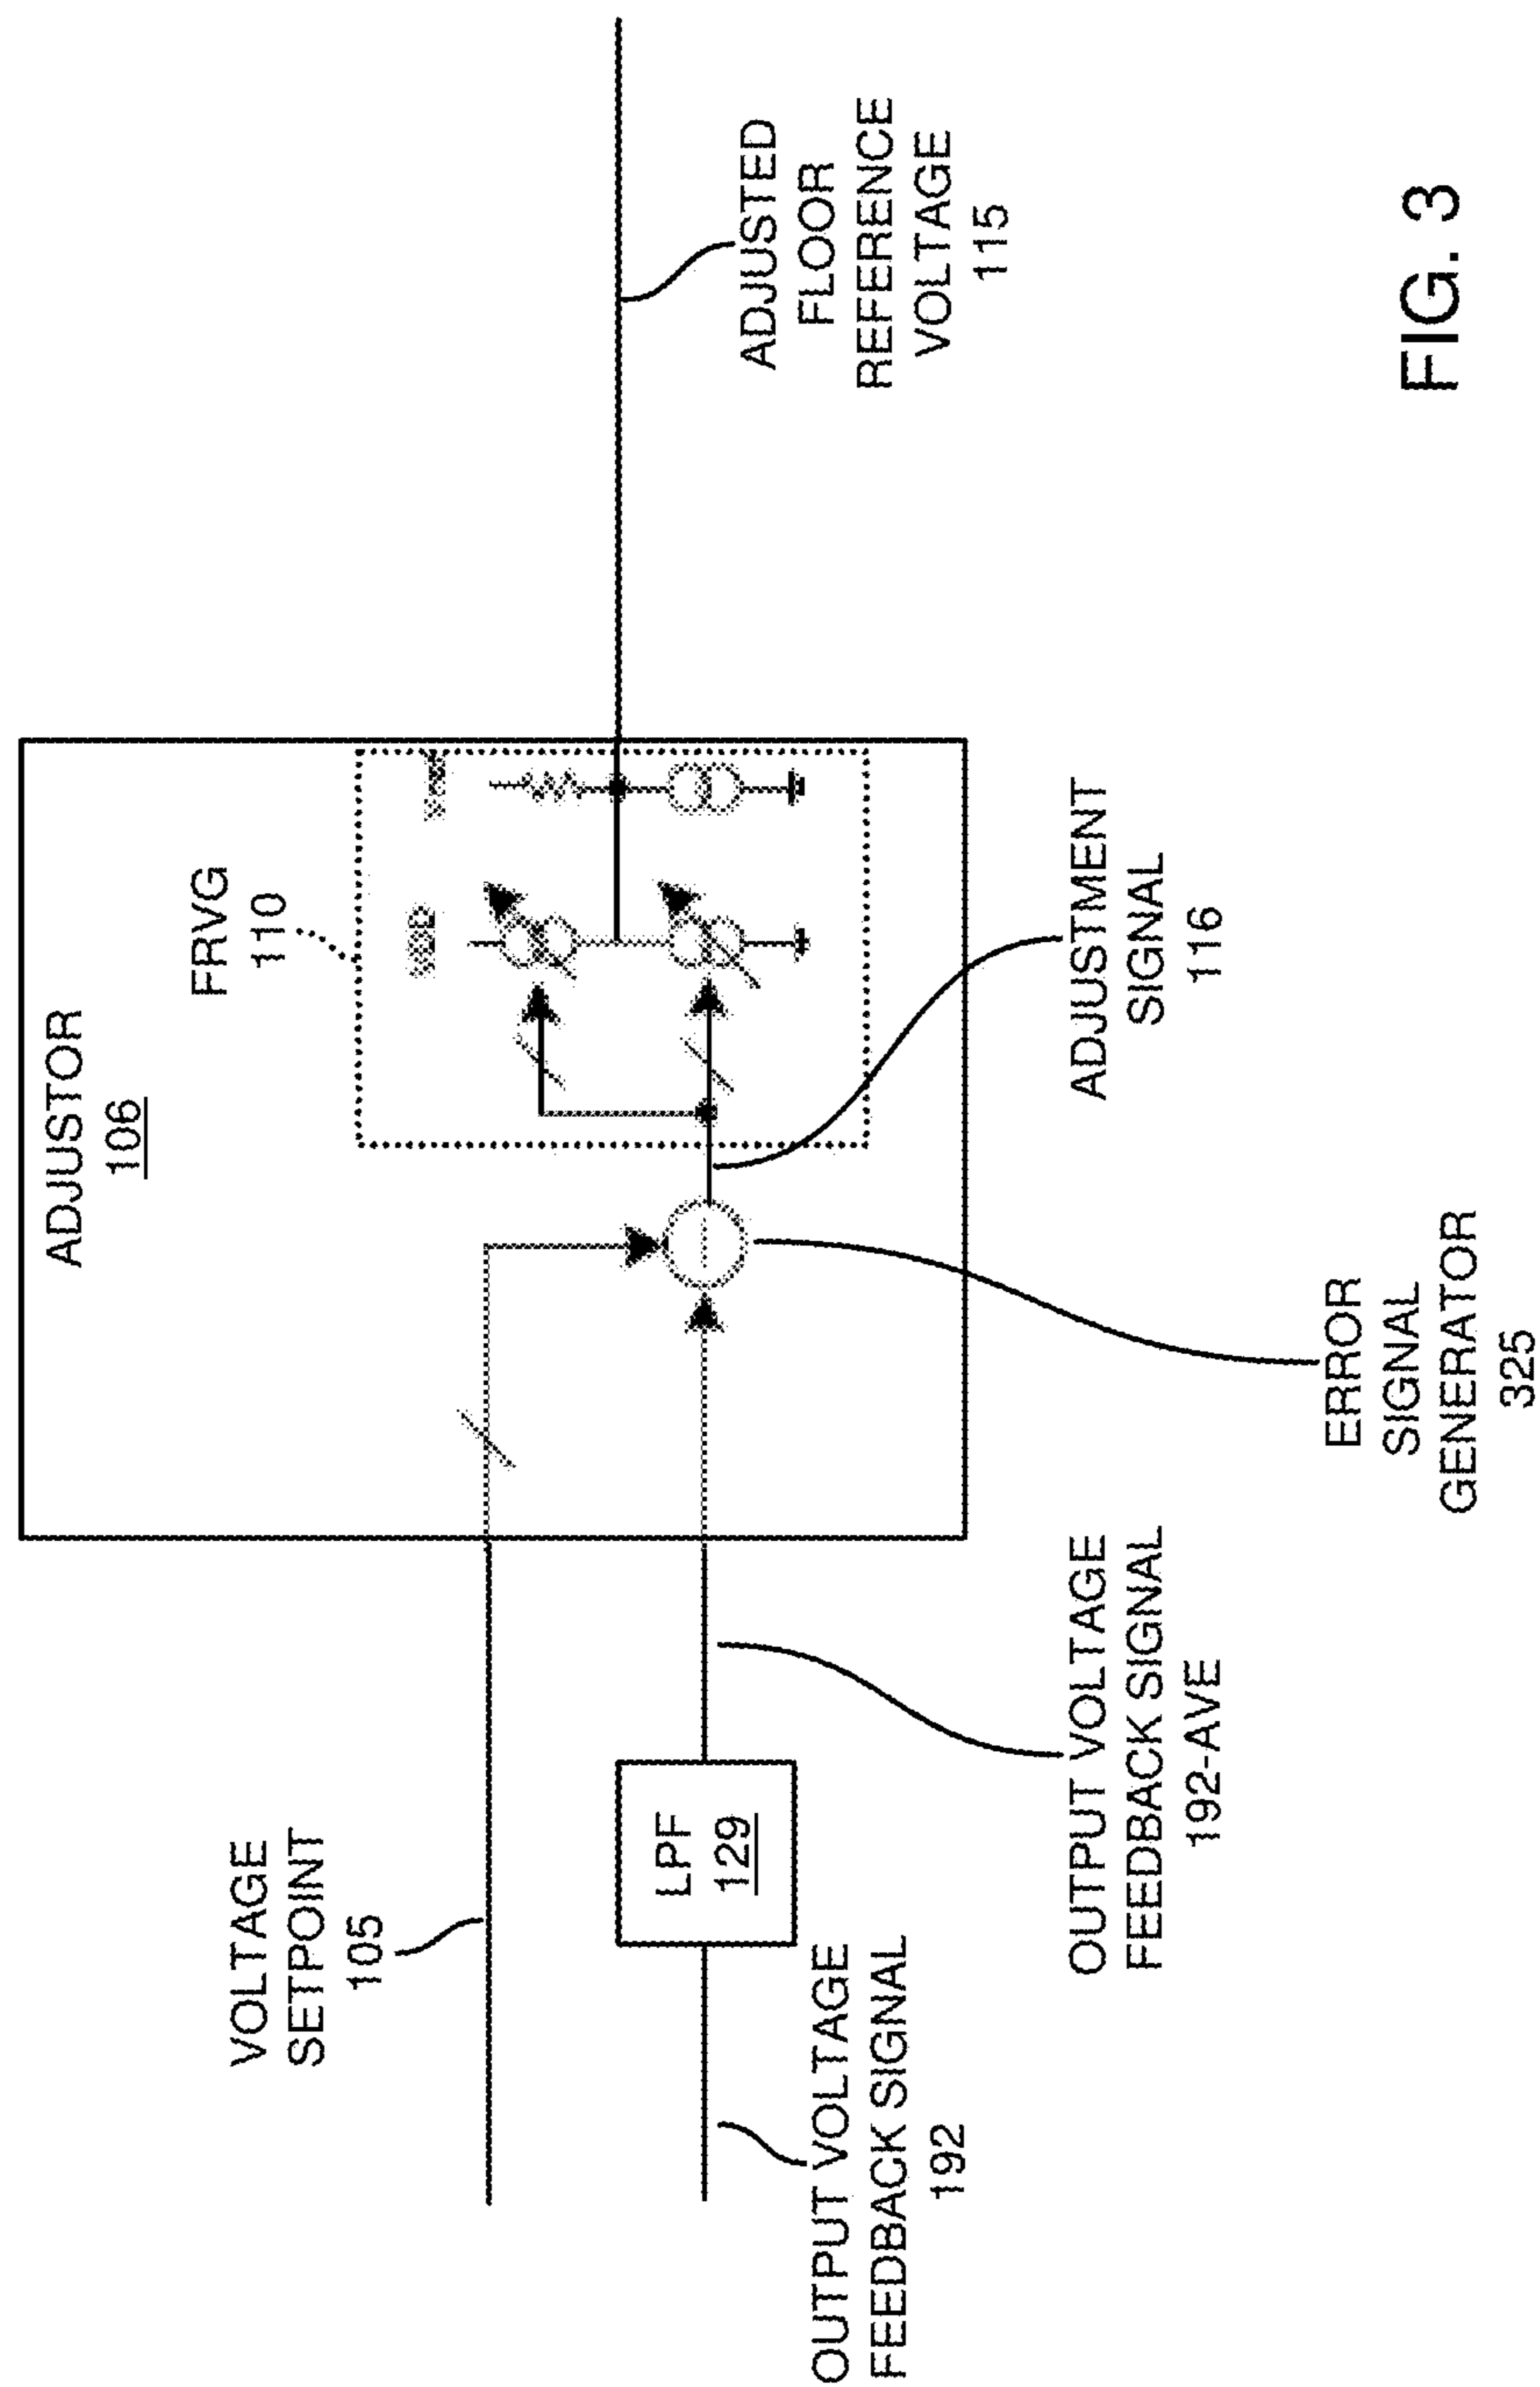 ADJUSTOR
106
FRVG
110
VOLTAGE
SETPOINT
105
LPF
129
OUTPUT VOLTAGE
FEEDBACK SIGNAL
192
OUTPUT VOLTAGE
FEEDBACK SIGNAL
192-AVE
ERROR
SIGNAL
GENERATOR
325
ADJUSTMENT
SIGNAL
116
ADJUSTED
FLOOR
REFERENCE
VOLTAGE
115
FIG. 3